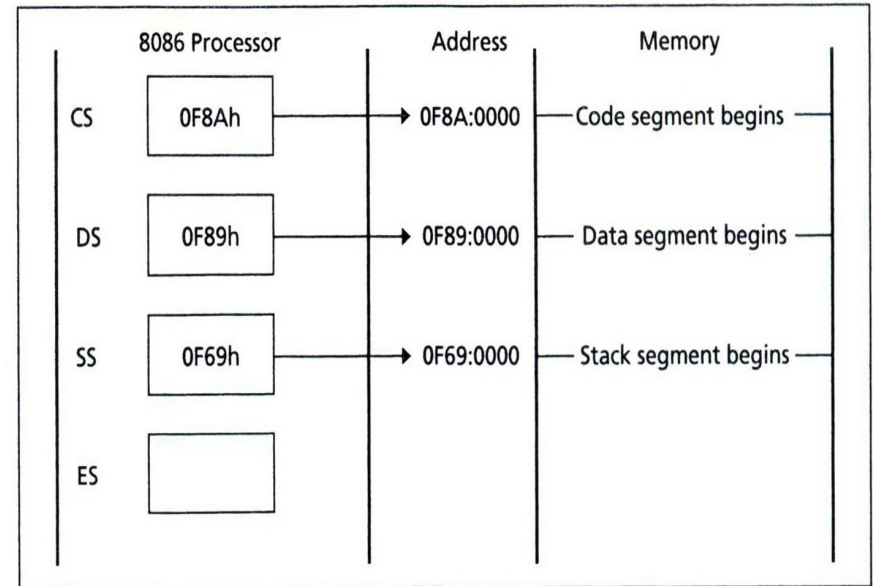 8086 Processor Address Memory
CS 0F8Ah 0F8A:0000 Code segment begins
DS 0F89h 0F89:0000 Data segment begins
SS 0F69h 0F69:0000 Stack segment begins
ES